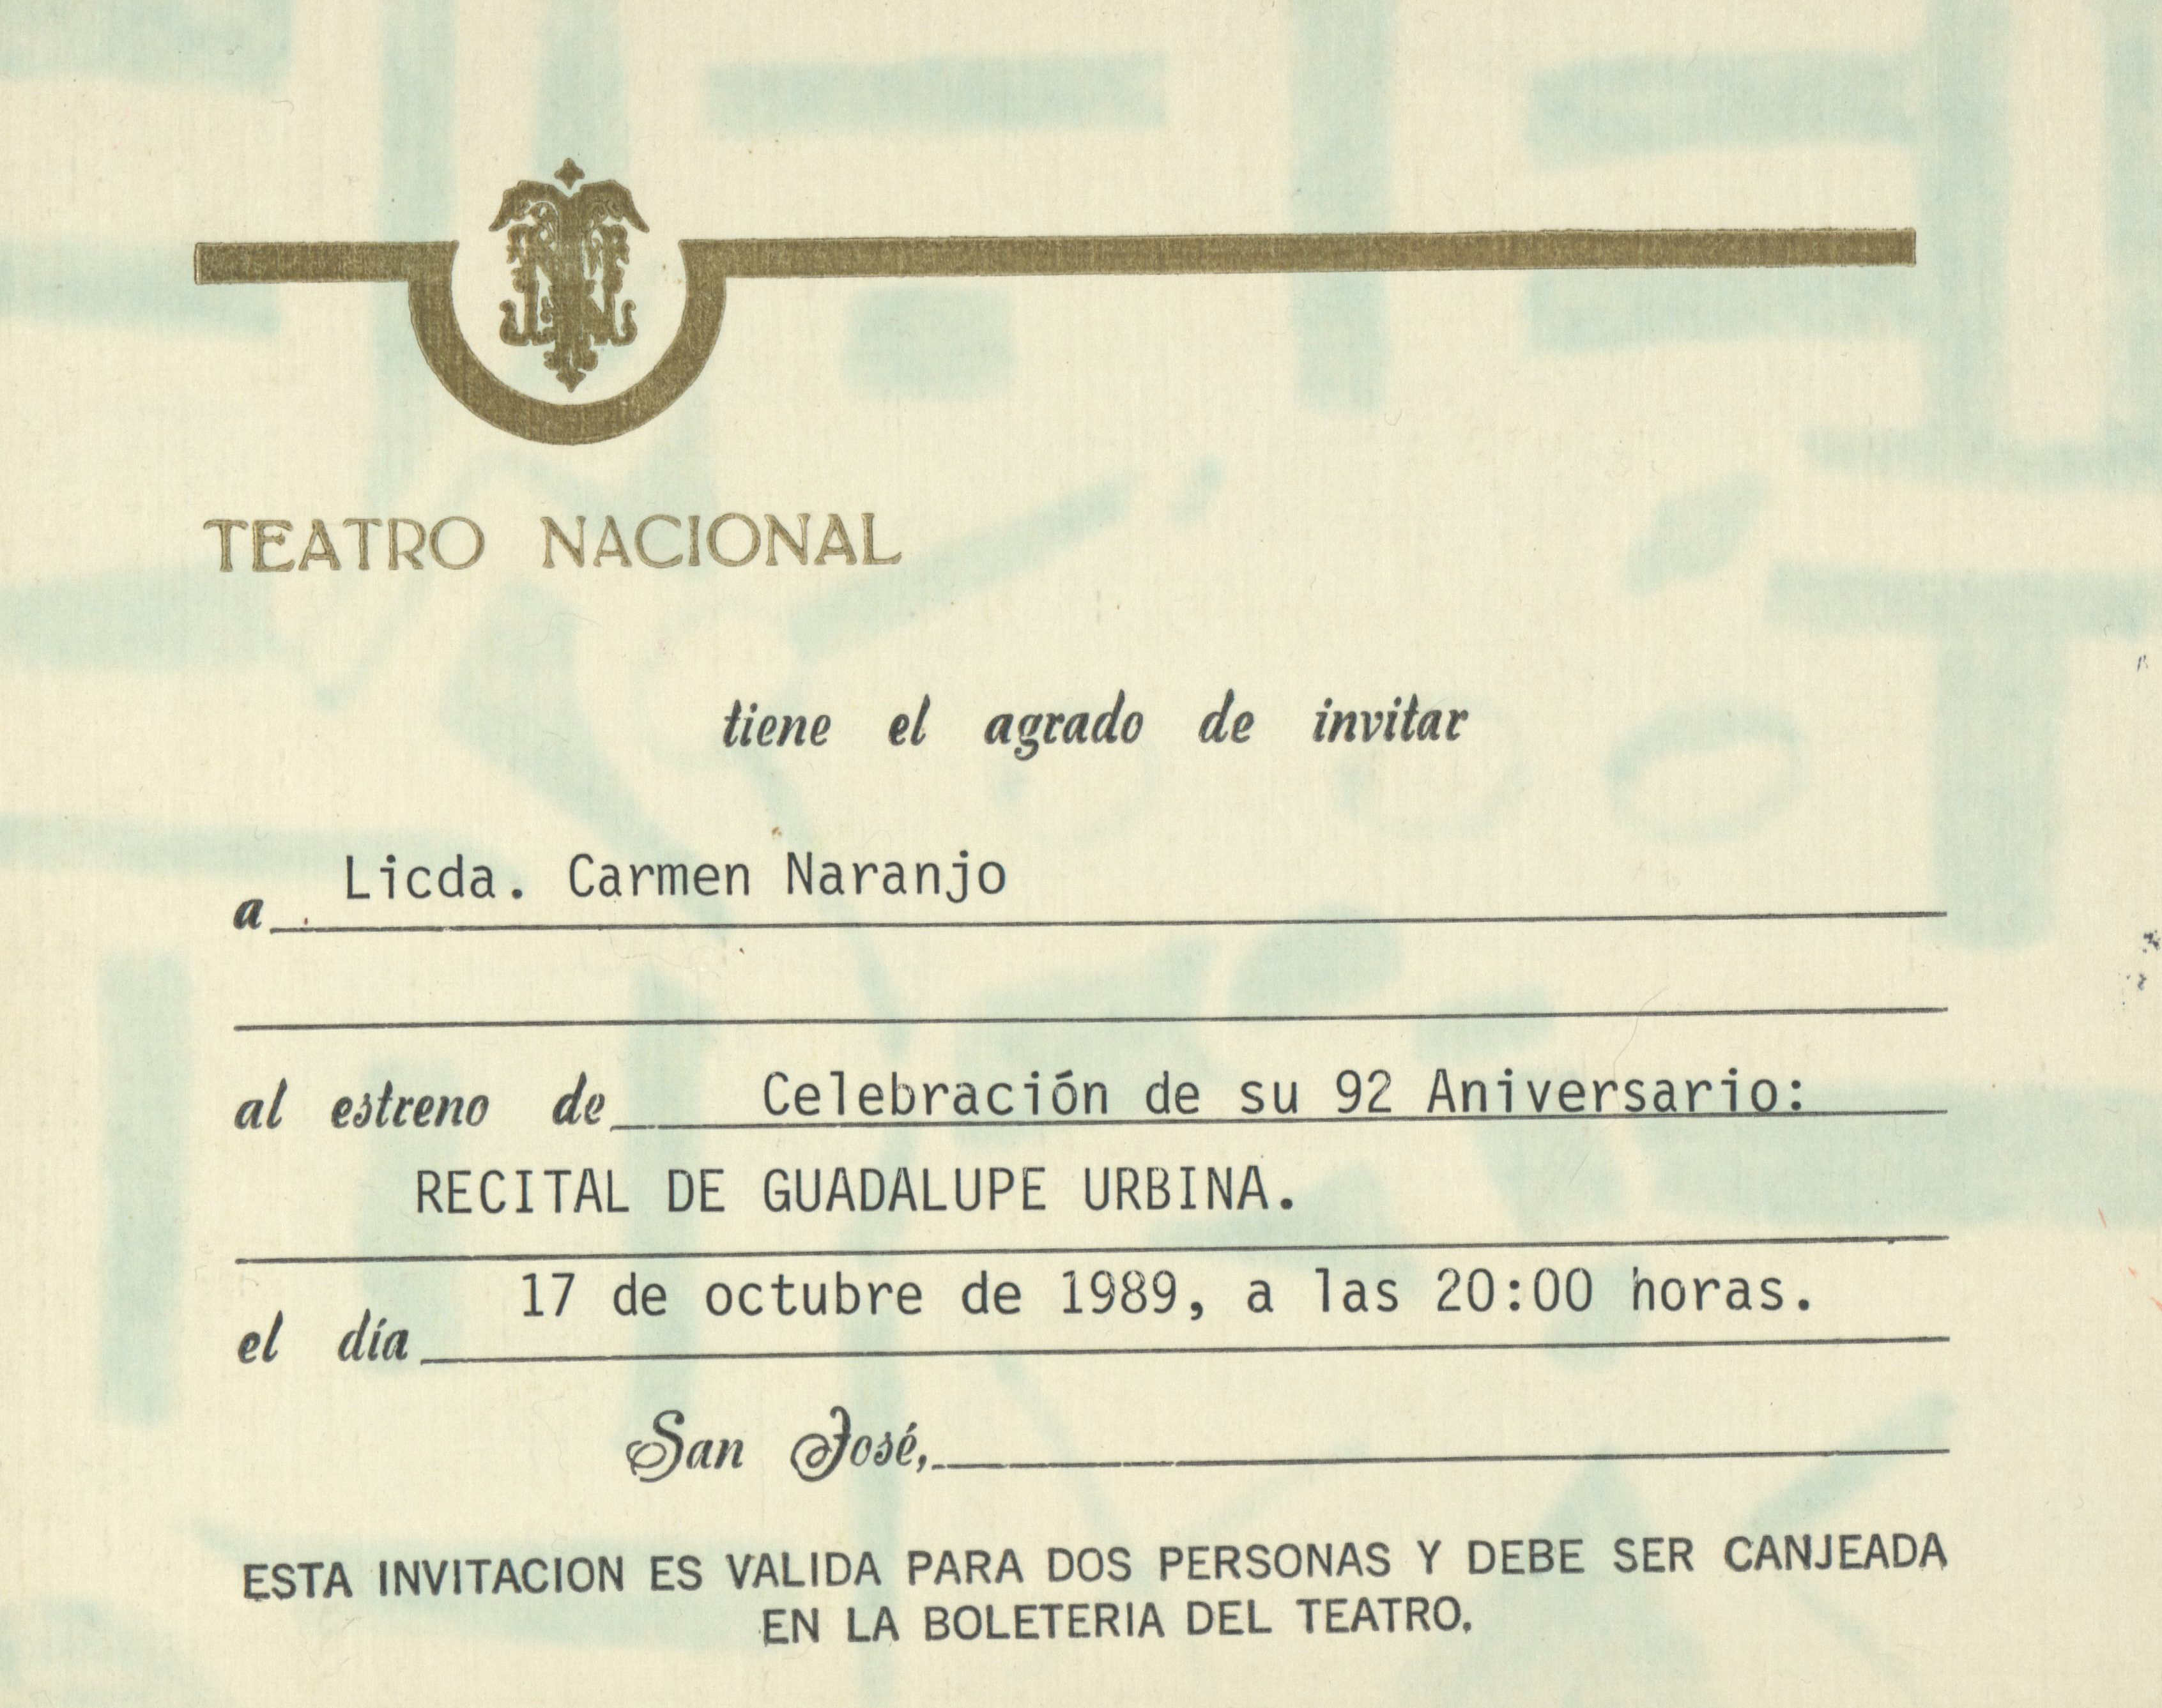 TEATRO NACIONAL
tiene el agrado de invitar
a Licda. Carmen Naranjo
al estreno de Celebración de su 92 Aniversario:
RECITAL DE GUADALUPE URBINA.
el día 17 de octubre de 1989, a las 20:00 horas.
San José,
ESTA INVITACION ES VALIDA PARA DOS PERSONAS Y DEBE SER CANJEADA
EN LA BOLETERIA DEL TEATRO.